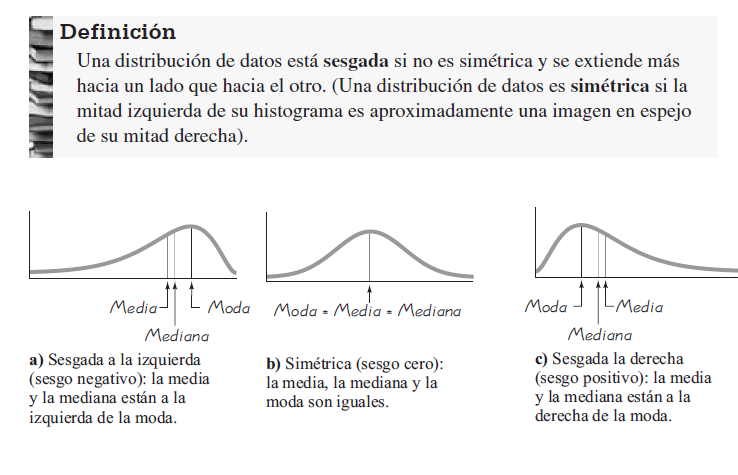 Definición
Una distribución de datos está sesgada si no es simétrica y se extiende más
hacia un lado que hacia el otro. (Una distribución de datos es simétrica si la
mitad izquierda de su histograma es aproximadamente una imagen en espejo
de su mitad derecha).
Media
Moda
Mediana
a) Sesgada a la izquierda
(sesgo negativo): la media
y la mediana están a la
izquierda de la moda.
Moda = Media = Mediana
b) Simétrica (sesgo cero):
la media, la mediana y la
moda son iguales.
Moda
Media
Mediana
c) Sesgada la derecha
(sesgo positivo): la media
y la mediana están a la
derecha de la moda.